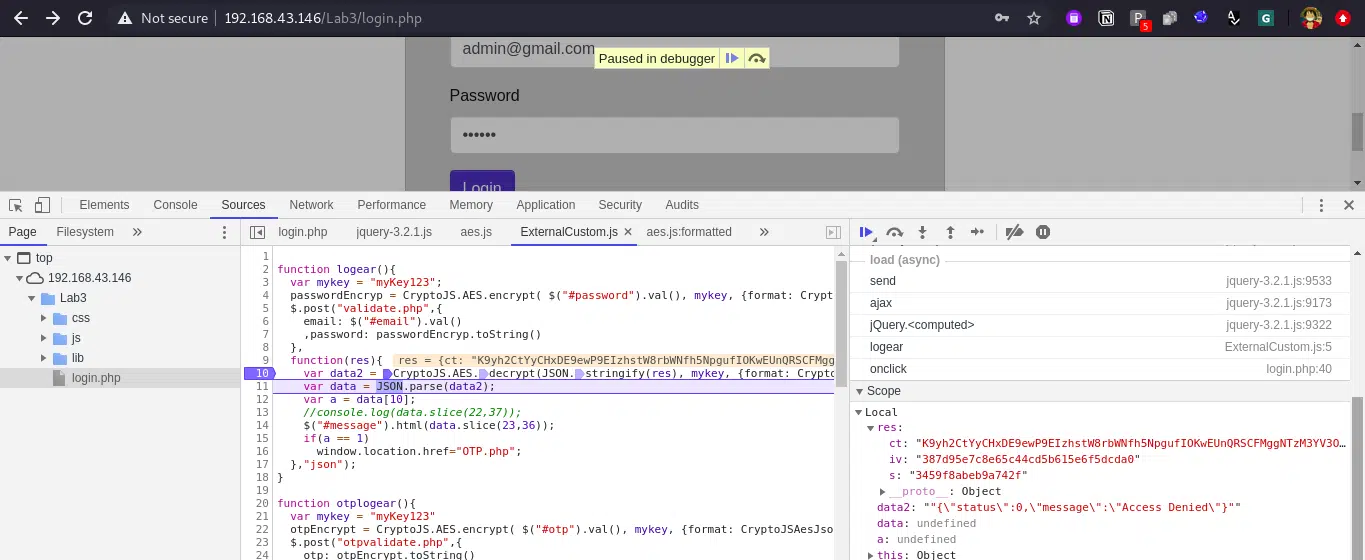 Not secure 192.168.43.146/Lab3/login.php
5
admin@gmail.com
Paused in debugger
Password
••••••
Login
Elements Console Sources Network Performance Memory Application Security Audits
Page Filesystem »
login.php jquery-3.2.1.js aes.js ExternalCustom.js × aes.js:formatted »
top
192.168.43.146
Lab3
css
js
lib
login.php
1
2 function logear(){
3 var mykey = "myKey123";
4 passwordEncryp = CryptoJS.AES.encrypt( $("#password").val(), mykey, {format: Crypt
5 $.post("validate.php",{
6 email: $("#email").val()
7 ,password: passwordEncryp.toString()
8 },
9 function(res){ res = {ct: "K9yh2CtYyCHxDE9ewP9EIzhstW8rbWNfh5NpgufIOKwEUnQRSCFMgg
10 var data2 = CryptoJS.AES.decrypt(JSON.stringify(res), mykey, {format: Crypto
11 var data = JSON.parse(data2);
12 var a = data[10];
13 //console.log(data.slice(22,37));
14 $("#message").html(data.slice(23,36));
15 if(a == 1)
16 window.location.href="OTP.php";
17 },"json");
18 }
19
20 function otplogear(){
21 var mykey = "myKey123"
22 otpEncrypt = CryptoJS.AES.encrypt( $("#otp").val(), mykey, {format: CryptoJSAesJso
23 $.post("otpvalidate.php",{
24 otp: otpEncrypt.toString()
load (async)
send jquery-3.2.1.js:9533
ajax jquery-3.2.1.js:9173
jQuery.<computed> jquery-3.2.1.js:9322
logear ExternalCustom.js:5
onclick login.php:40
Scope
Local
res:
ct: "K9yh2CtYyCHxDE9ewP9EIzhstW8rbWNfh5NpgufIOKwEUnQRSCFMggNTzM3YV3O...
iv: "387d95e7c8e65c44cd5b615e6f5dcda0"
s: "3459f8abeb9a742f"
__proto__: Object
data2: ""{\"status\":0,\"message\":\"Access Denied\"}""
data: undefined
a: undefined
this: Object